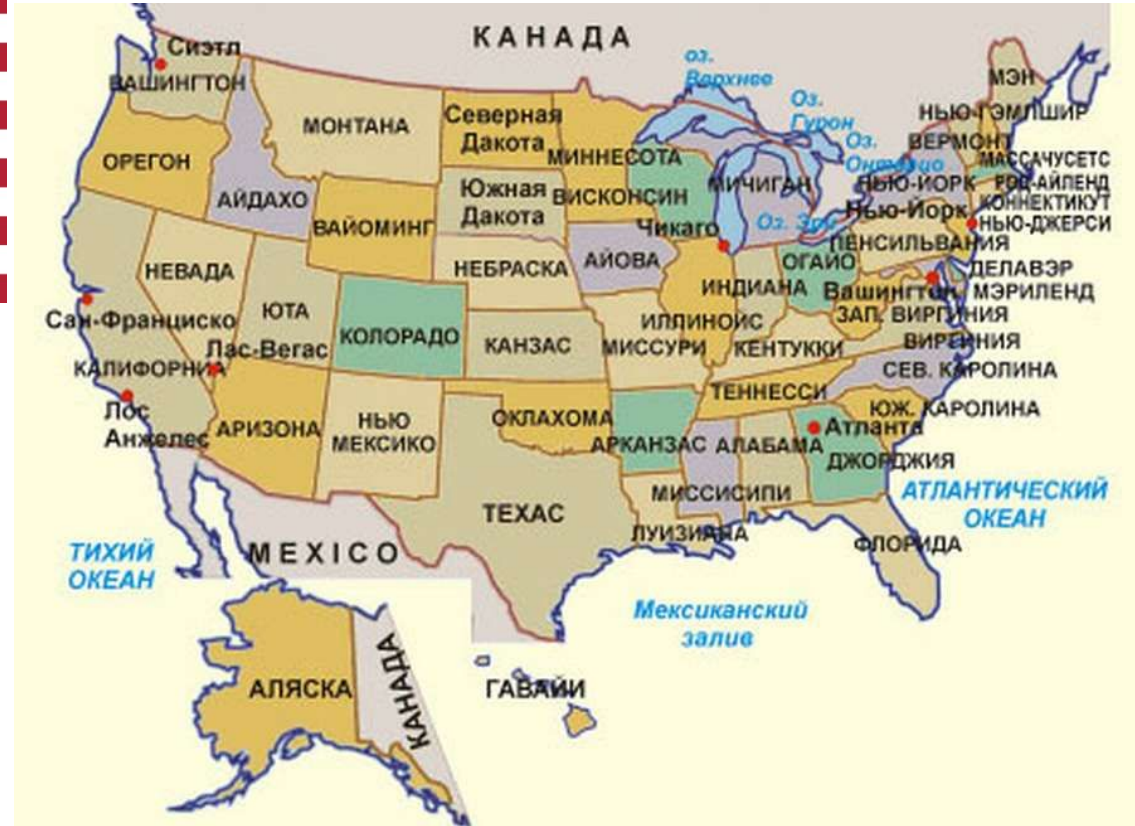 КАНАДА
Сиэтл
ВАШИНГТОН
оз.
Верхнее
Оз.
Гурон
Оз.
Онтарио
МЭН
НЬЮ-ГЭМПШИР
ВЕРМОНТ
МАССАЧУСЕТС
МОНТАНА
Северная
Дакота
МИННЕСОТА
ОРЕГОН
АЙДАХО
Южная
Дакота
ВИСКОНСИН
МИЧИГАН
НЬЮ-ЙОРК
РОД-АЙЛЕНД
КОННЕКТИКУТ
Нью-Йорк
НЬЮ-ДЖЕРСИ
ВАЙОМИНГ
Чикаго
Оз. Эри
ПЕНСИЛЬВАНИЯ
НЕВАДА
НЕБРАСКА
АЙОВА
ОГАЙО
ДЕЛАВЭР
ИНДИАНА
Вашингтон
МЭРИЛЕНД
ЮТА
Сан-Франциско
КОЛОРАДО
ИЛЛИНОЙС
ЗАП. ВИРГИНИЯ
ВИРГИНИЯ
Лас-Вегас
КАНЗАС
МИССУРИ
КЕНТУККИ
КАЛИФОРНИЯ
СЕВ. КАРОЛИНА
ТЕННЕССИ
Лос
Анжелес
АРИЗОНА
НЬЮ
МЕКСИКО
ОКЛАХОМА
ЮЖ. КАРОЛИНА
АРКАНЗАС
АЛАБАМА
Атланта
ДЖОРДЖИЯ
МИССИСИПИ
АТЛАНТИЧЕСКИЙ
ОКЕАН
ТЕХАС
ЛУИЗИАНА
ФЛОРИДА
ТИХИЙ
ОКЕАН
MEXICO
Мексиканский
залив
АЛЯСКА
КАНАДА
ГАВАЙИ